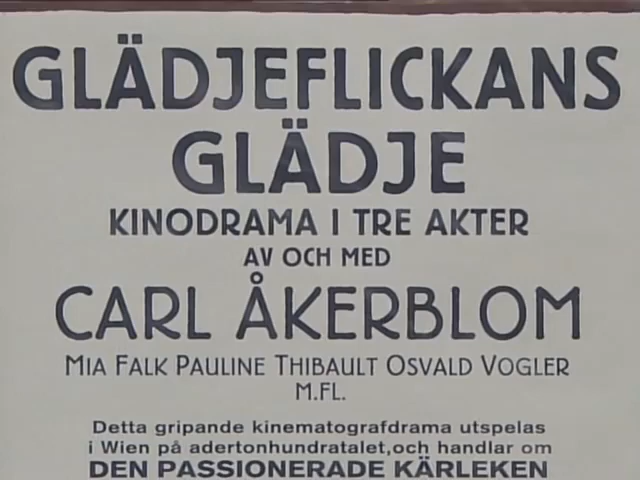 GLÄDJEFLICKANS
GLÄDJE
KINODRAMA I TRE AKTER
AV OCH MED
CARL ÅKERBLOM
MIA FALK PAULINE THIBAULT OSVALD VOGLER
M.FL.
Detta gripande kinematografdrama utspelas
i Wien på adertonhundratalet,och handlar om
DEN PASSIONERADE KÄRLEKEN